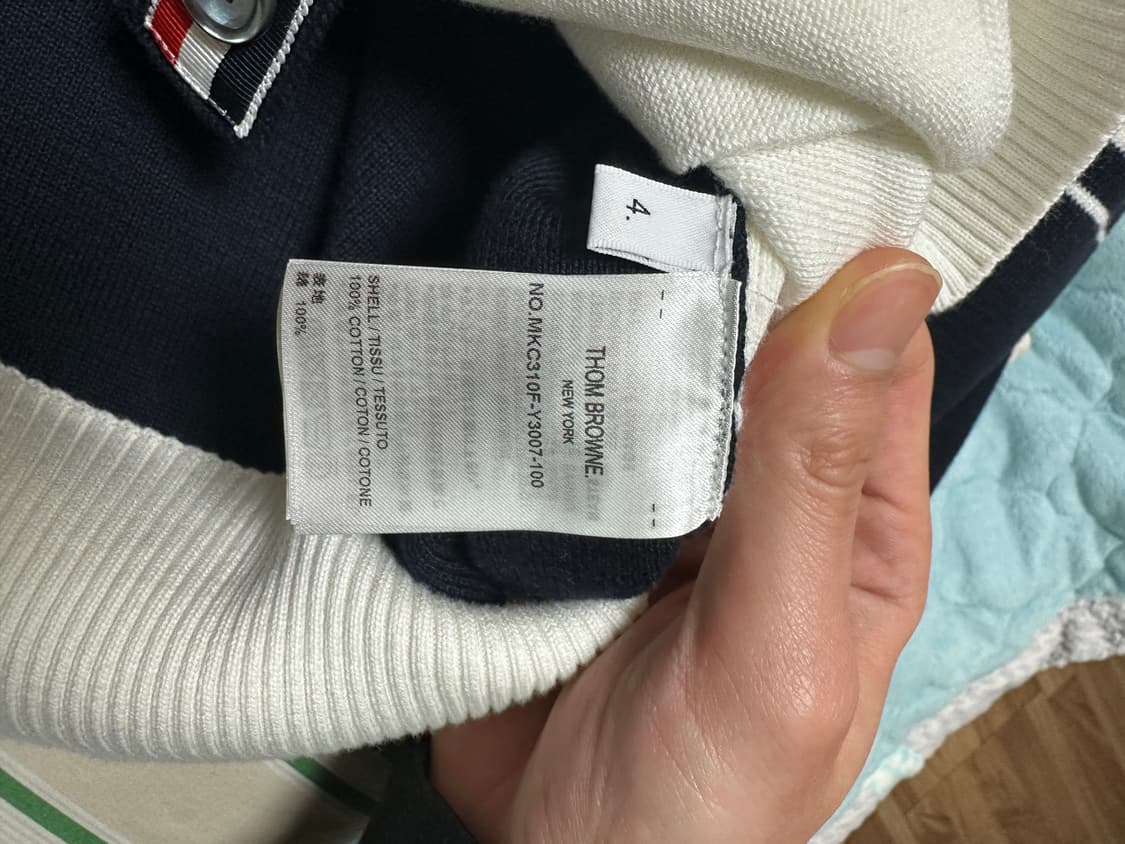 4.
THOM BROWNE.
NEW YORK
NO.MKC310F-Y3007-100
SHELL / TISSU / TESSUTO
100% COTTON / COTON / COTONE
表地
綿 100%